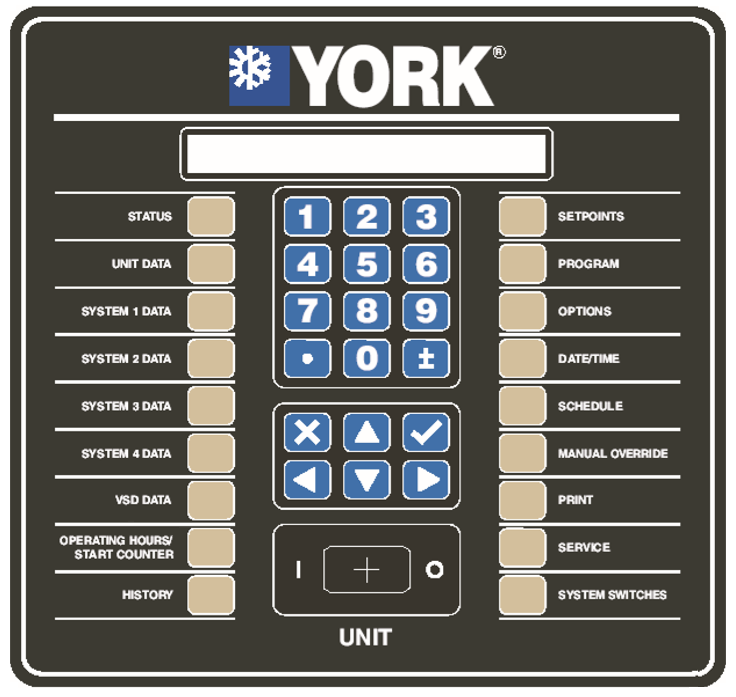 YORK®
STATUS
UNIT DATA
SYSTEM 1 DATA
SYSTEM 2 DATA
SYSTEM 3 DATA
SYSTEM 4 DATA
VSD DATA
OPERATING HOURS/
START COUNTER
HISTORY
1 2 3
4 5 6
7 8 9
• 0 ±
I O
UNIT
SETPOINTS
PROGRAM
OPTIONS
DATE/TIME
SCHEDULE
MANUAL OVERRIDE
PRINT
SERVICE
SYSTEM SWITCHES